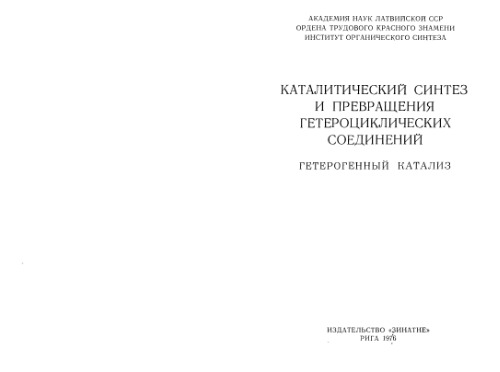 АКАДЕМИЯ НАУК ЛАТВИЙСКОЙ ССР
ОРДЕНА ТРУДОВОГО КРАСНОГО ЗНАМЕНИ
ИНСТИТУТ ОРГАНИЧЕСКОГО СИНТЕЗА
КАТАЛИТИЧЕСКИЙ СИНТЕЗ
И ПРЕВРАЩЕНИЯ
ГЕТЕРОЦИКЛИЧЕСКИХ
СОЕДИНЕНИЙ
ГЕТЕРОГЕННЫЙ КАТАЛИЗ
ИЗДАТЕЛЬСТВО «ЗИНАТНЕ»
РИГА 1976